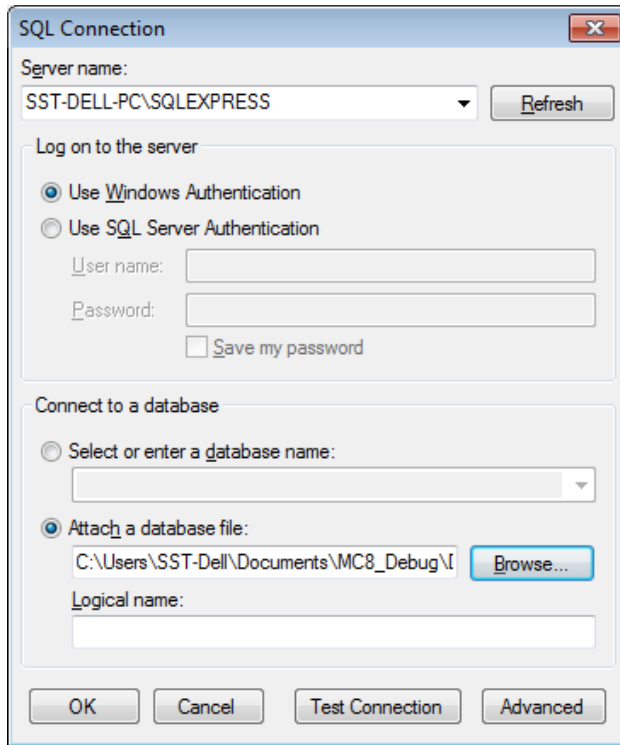 SQL Connection
Server name:
SST-DELL-PC\SQLEXPRESS
Refresh
Log on to the server
Use Windows Authentication
Use SQL Server Authentication
User name:
Password:
Save my password
Connect to a database
Select or enter a database name:
Attach a database file:
C:\Users\SST-Dell\Documents\MC8_Debug\
Browse...
Logical name:
OK Cancel Test Connection Advanced